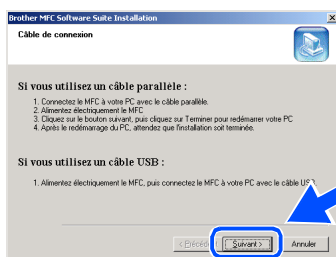 Brother MFC Software Suite Installation
Câble de connexion
Si vous utilisez un câble parallèle :
1. Connectez le MFC à votre PC avec le câble parallèle.
2. Alimentez électriquement le MFC
3. Cliquez sur le bouton suivant, puis cliquez sur Terminer pour redémarrer votre PC
4. Après le redémarrage du PC, attendez que l'installation soit terminée.
Si vous utilisez un câble USB :
1. Alimentez électriquement le MFC, puis connectez le MFC à votre PC avec le câble USB.
< Précédent Suivant > Annuler